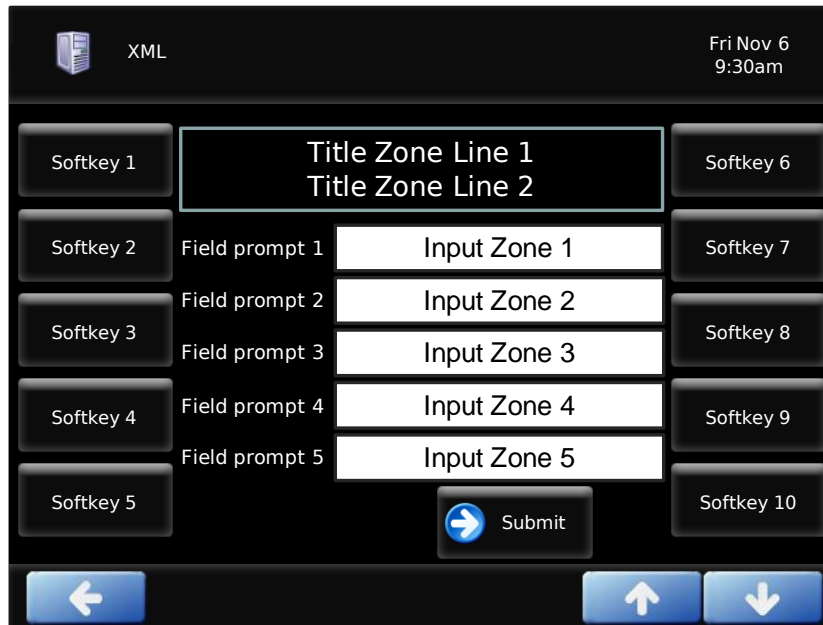 XML
Fri Nov 6
9:30am
Softkey 1
Title Zone Line 1
Title Zone Line 2
Softkey 6
Softkey 2
Field prompt 1
Input Zone 1
Softkey 7
Field prompt 2
Input Zone 2
Softkey 3
Softkey 8
Field prompt 3
Input Zone 3
Softkey 4
Field prompt 4
Input Zone 4
Softkey 9
Field prompt 5
Input Zone 5
Softkey 5
Submit
Softkey 10